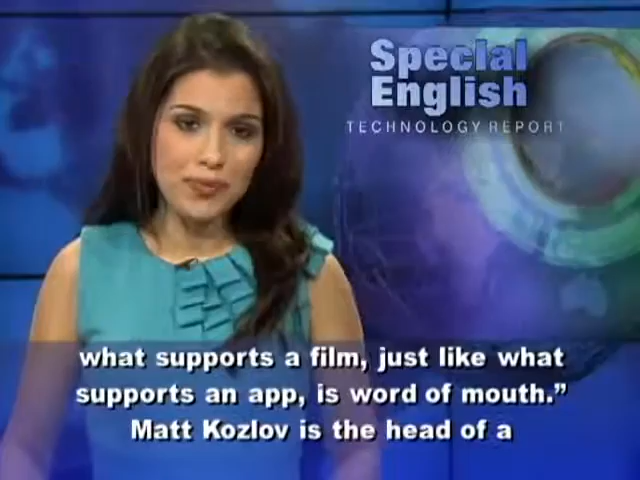 Special
English
TECHNOLOGY REPORT
what supports a film, just like what
supports an app, is word of mouth.”
Matt Kozlov is the head of a